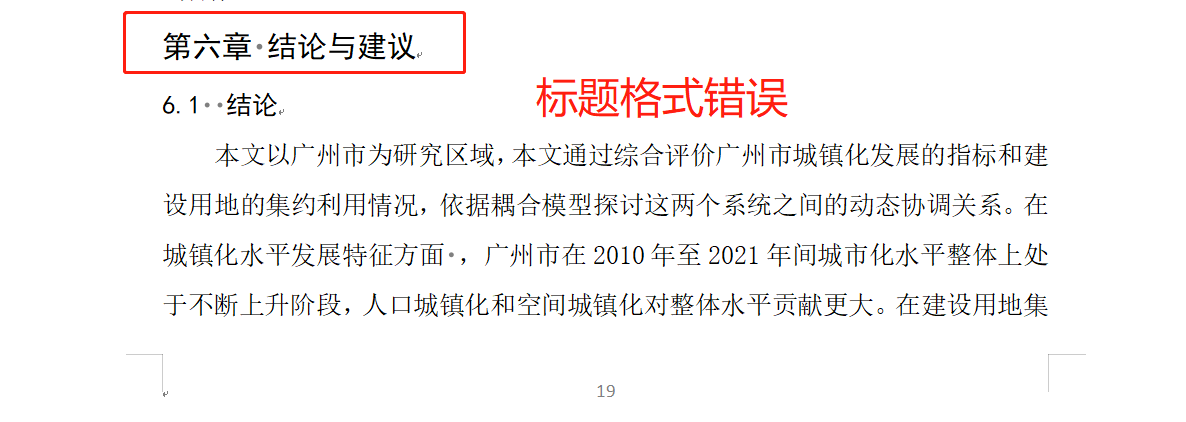 第六章 结论与建议
标题格式错误
6.1  结论
本文以广州市为研究区域,本文通过综合评价广州市城镇化发展的指标和建
设用地的集约利用情况，依据耦合模型探讨这两个系统之间的动态协调关系。在
城镇化水平发展特征方面 ，广州市在 2010 年至 2021 年间城市化水平整体上处
于不断上升阶段，人口城镇化和空间城镇化对整体水平贡献更大。在建设用地集
19